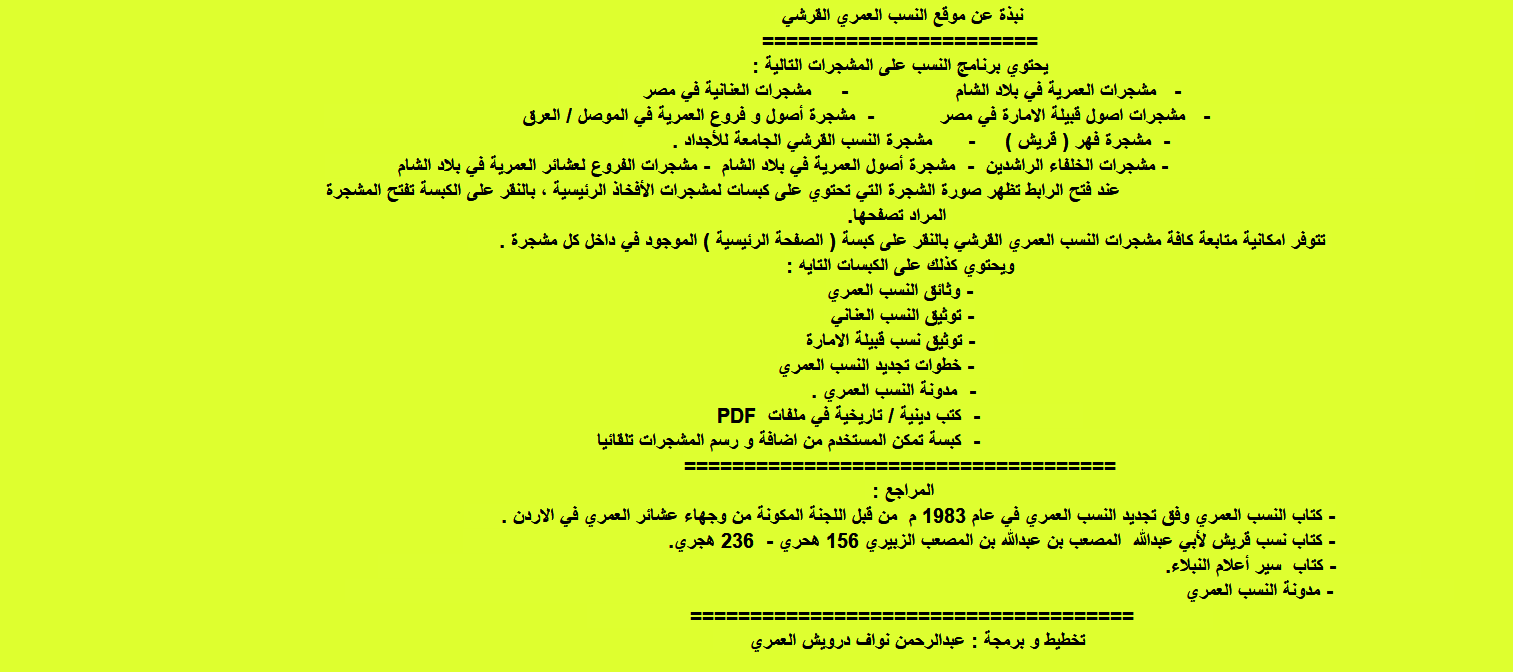 نبذة عن موقع النسب العمري القرشي
=======================
يحتوي برنامج النسب على المشجرات التالية :
- مشجرات العمرية في بلاد الشام - مشجرات العنانية في مصر
- مشجرات اصول قبيلة الامارة في مصر - مشجرة أصول و فروع العمرية في الموصل / العرق
- مشجرة فهر ( قريش ) - مشجرة النسب القرشي الجامعة للأجداد .
- مشجرات الخلفاء الراشدين - مشجرة أصول العمرية في بلاد الشام - مشجرات الفروع لعشائر العمرية في بلاد الشام
عند فتح الرابط تظهر صورة الشجرة التي تحتوي على كبسات لمشجرات الأفخاذ الرئيسية ، بالنقر على الكبسة تفتح المشجرة
المراد تصفحها.
تتوفر امكانية متابعة كافة مشجرات النسب العمري القرشي بالنقر على كبسة ( الصفحة الرئيسية ) الموجود في داخل كل مشجرة .
ويحتوي كذلك على الكبسات التايه :
- وثائق النسب العمري
- توثيق النسب العناني
- توثيق نسب قبيلة الامارة
- خطوات تجديد النسب العمري
- مدونة النسب العمري .
- كتب دينية / تاريخية في ملفات PDF
- كبسة تمكن المستخدم من اضافة و رسم المشجرات تلقائيا
====================================
المراجع :
- كتاب النسب العمري وفق تجديد النسب العمري في عام 1983 م من قبل اللجنة المكونة من وجهاء عشائر العمري في الاردن .
- كتاب نسب قريش لأبي عبدالله المصعب بن عبدالله بن المصعب الزبيري 156 هحري - 236 هجري.
- كتاب سير أعلام النبلاء.
- مدونة النسب العمري
=====================================
تخطيط و برمجة : عبدالرحمن نواف درويش العمري